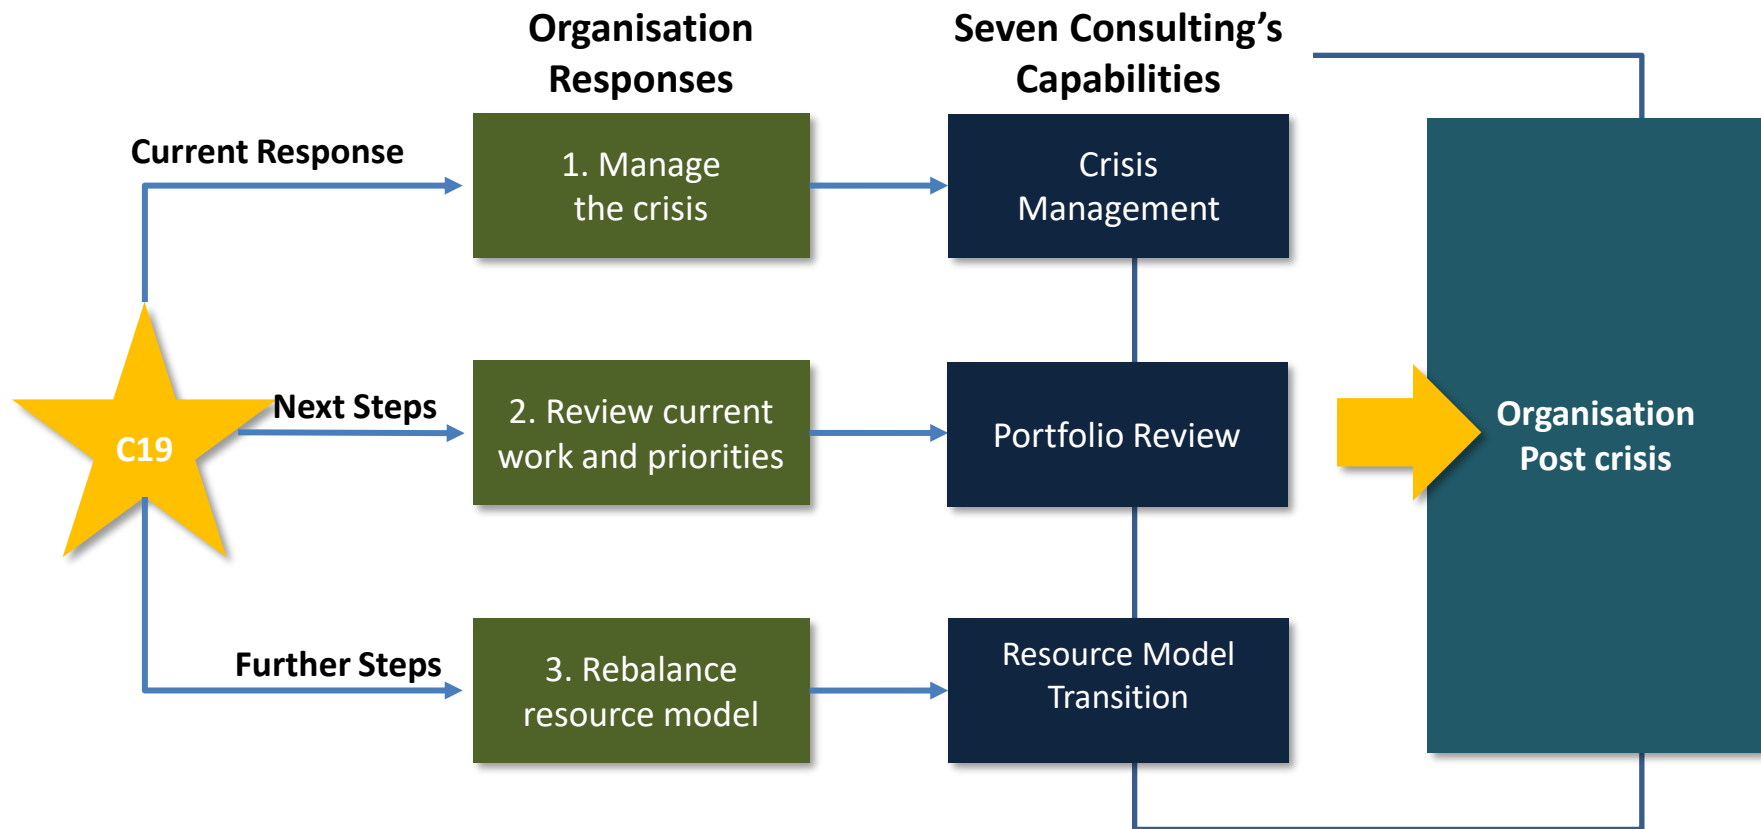 Organisation
Responses
Seven Consulting's
Capabilities
Current Response
1. Manage
the crisis
Crisis
Management
C19
Next Steps
2. Review current
work and priorities
Portfolio Review
Organisation
Post crisis
Further Steps
3. Rebalance
resource model
Resource Model
Transition